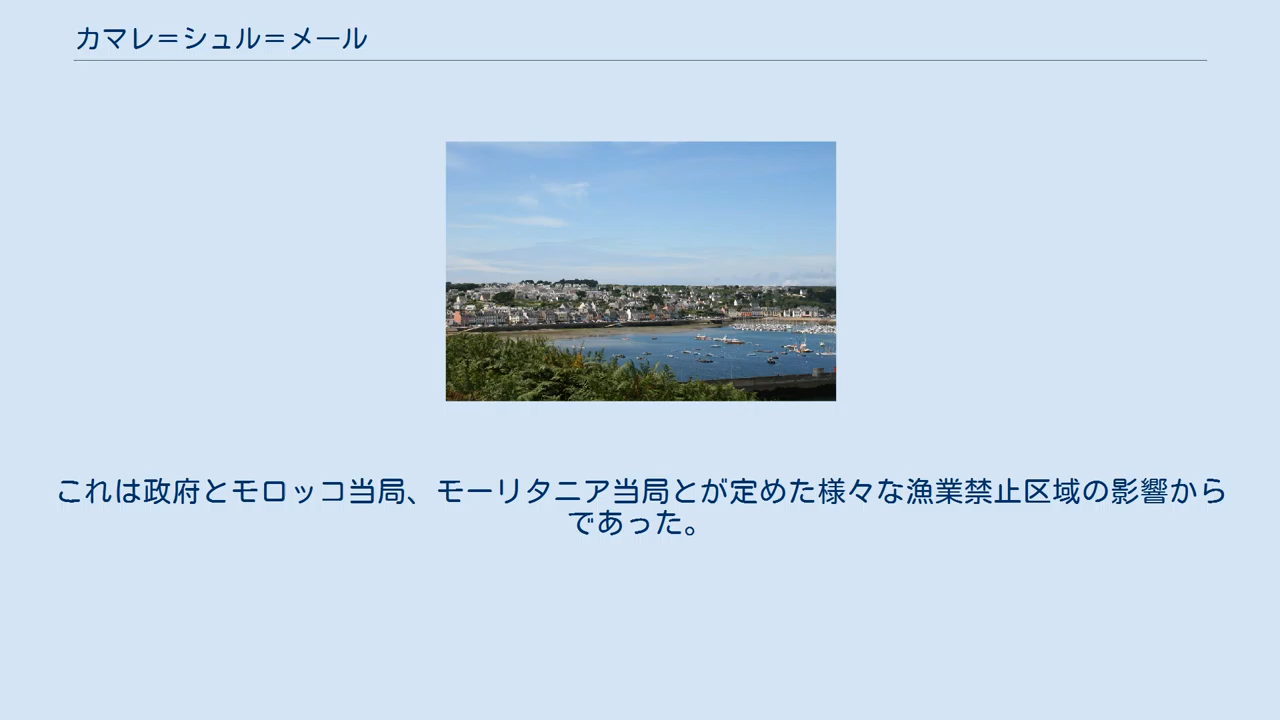 カマレ＝シュル＝メール
これは政府とモロッコ当局、モーリタニア当局とが定めた様々な漁業禁止区域の影響から
であった。